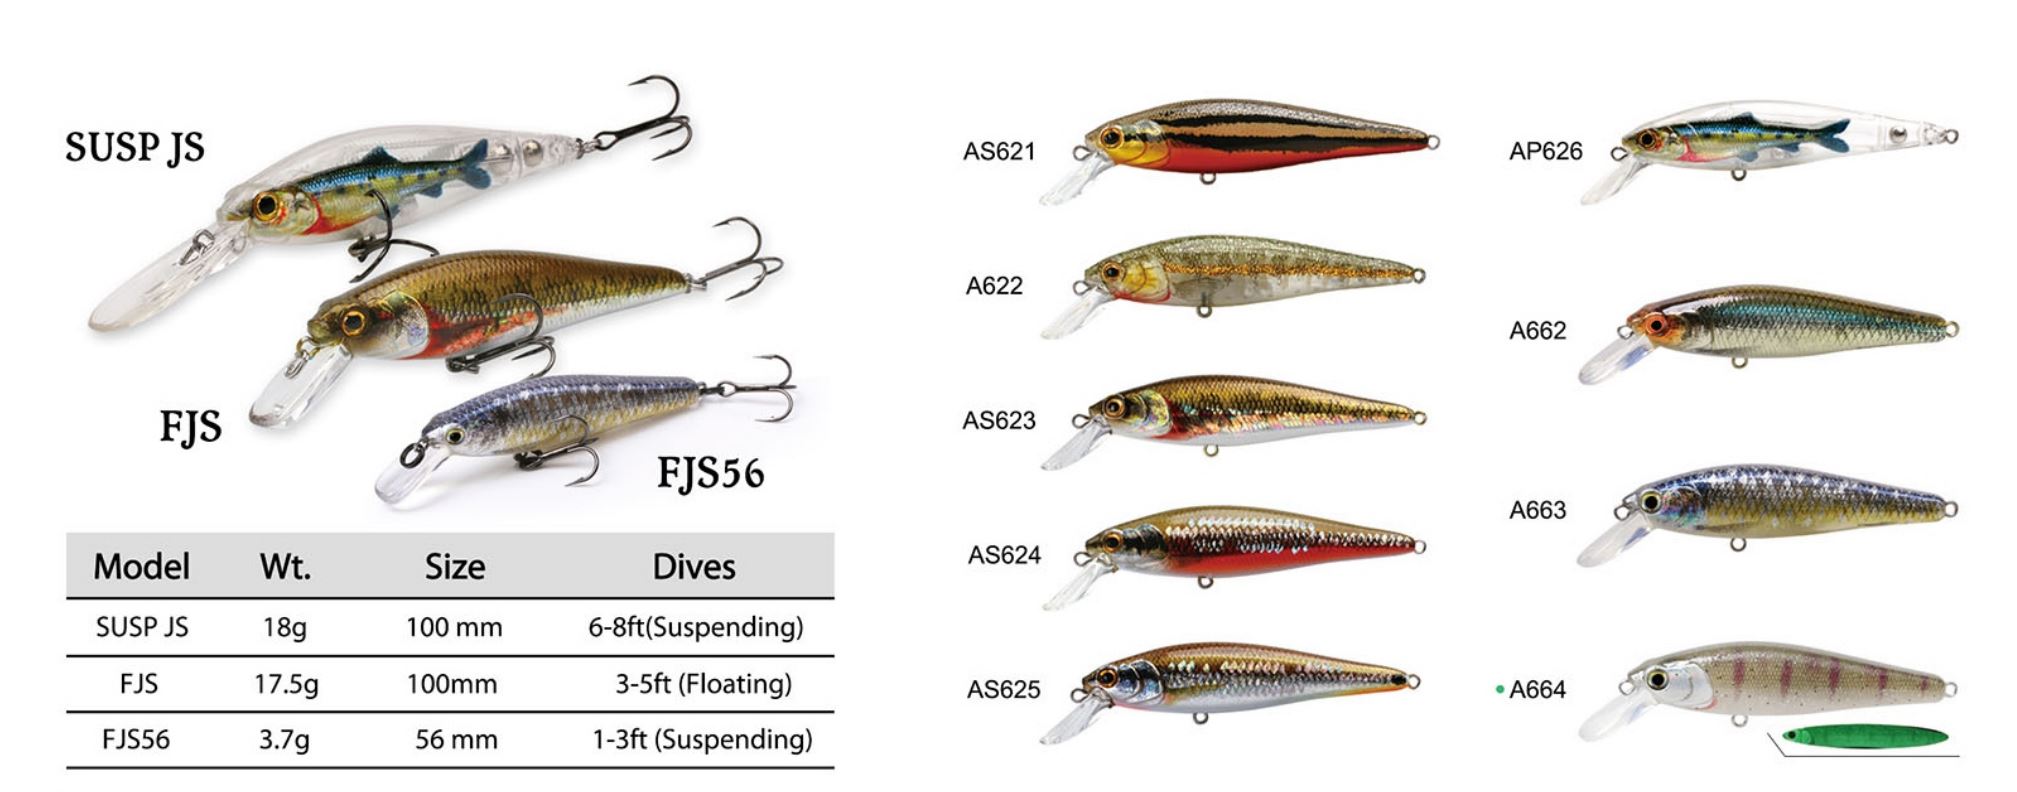 SUSP JS
FJS
FJS56
Model Wt. Size Dives
SUSP JS 18g 100 mm 6-8ft(Suspending)
FJS 17.5g 100mm 3-5ft (Floating)
FJS56 3.7g 56 mm 1-3ft (Suspending)
AS621
A622
AS623
AS624
AS625
AP626
A662
A663
A664